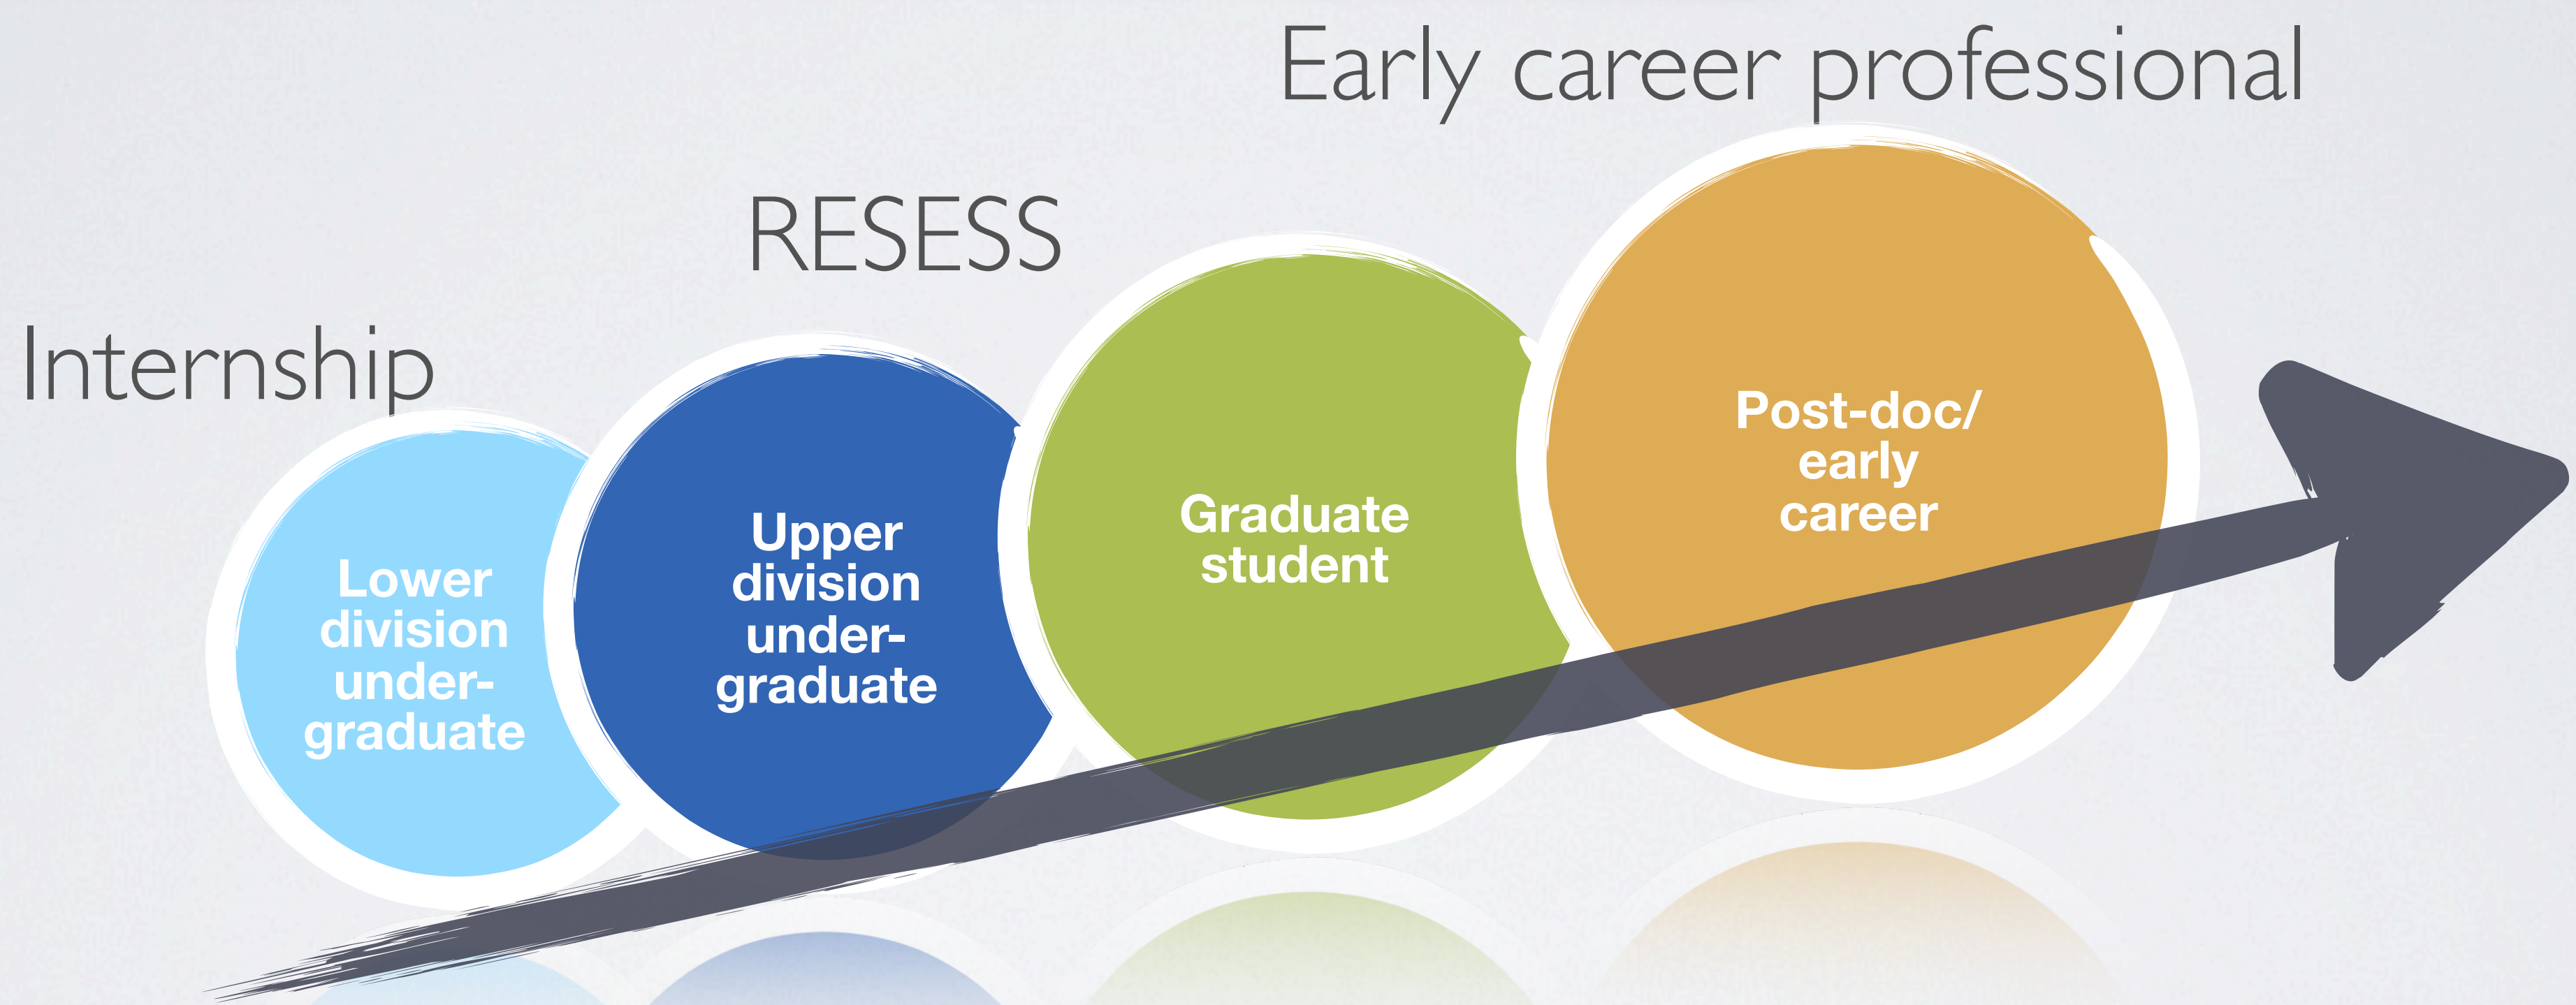 Early career professional
RESESS
Internship
Lower
division
under-
graduate
Upper
division
under-
graduate
Graduate
student
Post-doc/
early
career